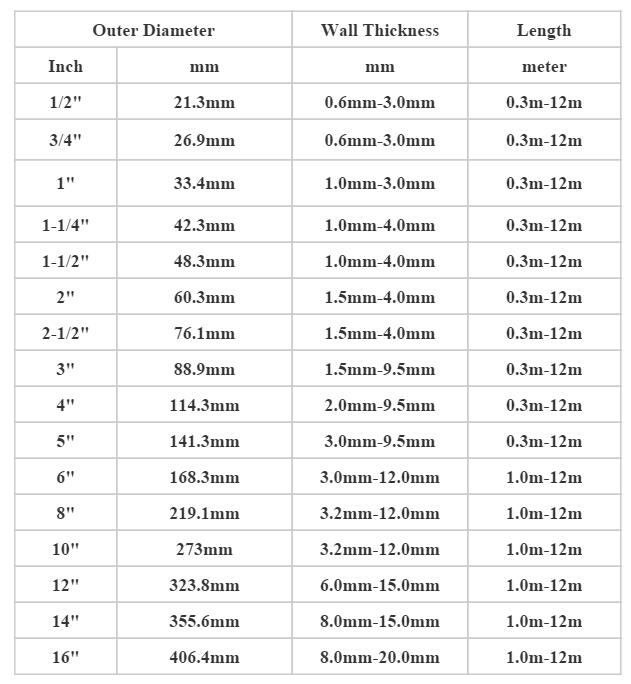 Outer Diameter Wall Thickness Length
Inch mm mm meter
1/2" 21.3mm 0.6mm-3.0mm 0.3m-12m
3/4" 26.9mm 0.6mm-3.0mm 0.3m-12m
1" 33.4mm 1.0mm-3.0mm 0.3m-12m
1-1/4" 42.3mm 1.0mm-4.0mm 0.3m-12m
1-1/2" 48.3mm 1.0mm-4.0mm 0.3m-12m
2" 60.3mm 1.5mm-4.0mm 0.3m-12m
2-1/2" 76.1mm 1.5mm-4.0mm 0.3m-12m
3" 88.9mm 1.5mm-9.5mm 0.3m-12m
4" 114.3mm 2.0mm-9.5mm 0.3m-12m
5" 141.3mm 3.0mm-9.5mm 0.3m-12m
6" 168.3mm 3.0mm-12.0mm 1.0m-12m
8" 219.1mm 3.2mm-12.0mm 1.0m-12m
10" 273mm 3.2mm-12.0mm 1.0m-12m
12" 323.8mm 6.0mm-15.0mm 1.0m-12m
14" 355.6mm 8.0mm-15.0mm 1.0m-12m
16" 406.4mm 8.0mm-20.0mm 1.0m-12m